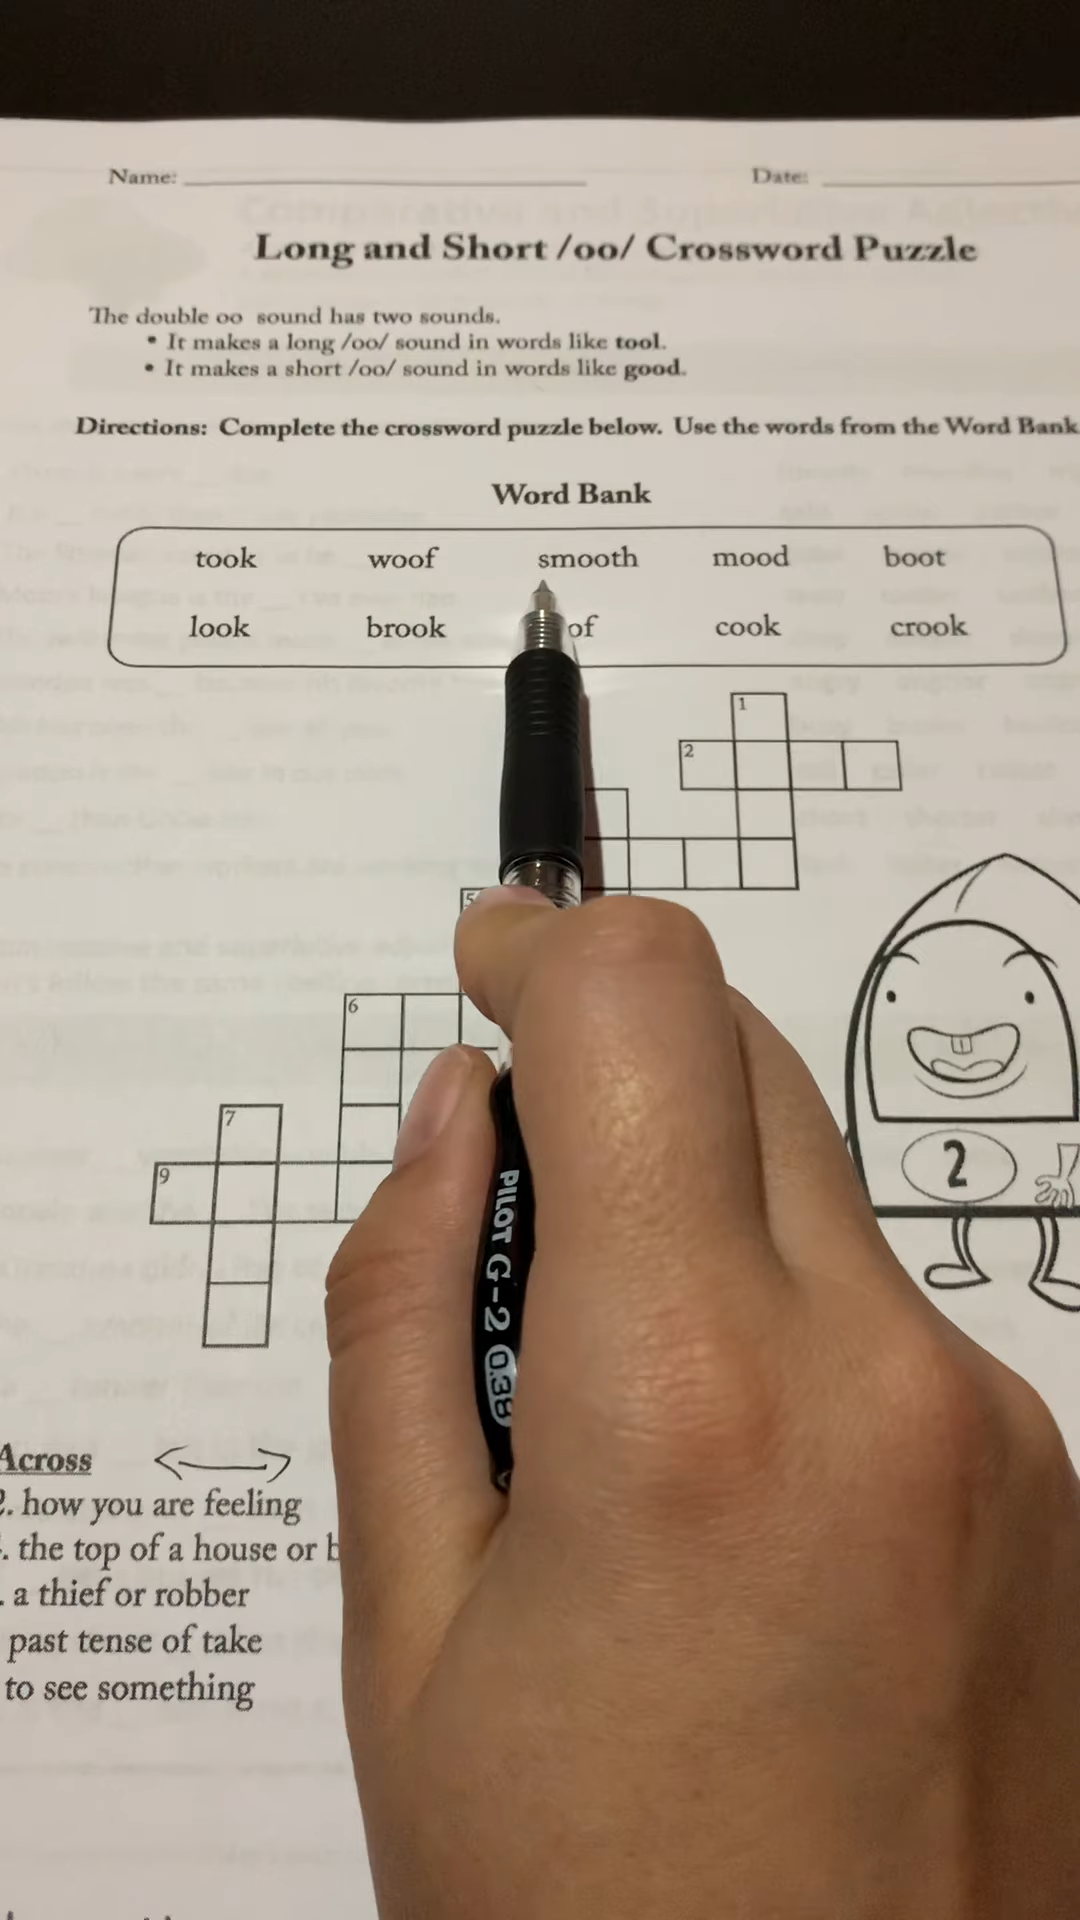 Name: Date:
Long and Short /oo/ Crossword Puzzle
The double oo sound has two sounds.
• It makes a long /oo/ sound in words like tool.
• It makes a short /oo/ sound in words like good.
Directions: Complete the crossword puzzle below. Use the words from the Word Bank
Word Bank
took woof smooth mood boot
look brook of cook crook
1
2
5
6
7
9
2
PILOT G-2 0.38
Across
2. how you are feeling
. the top of a house or
. a thief or robber
past tense of take
to see something